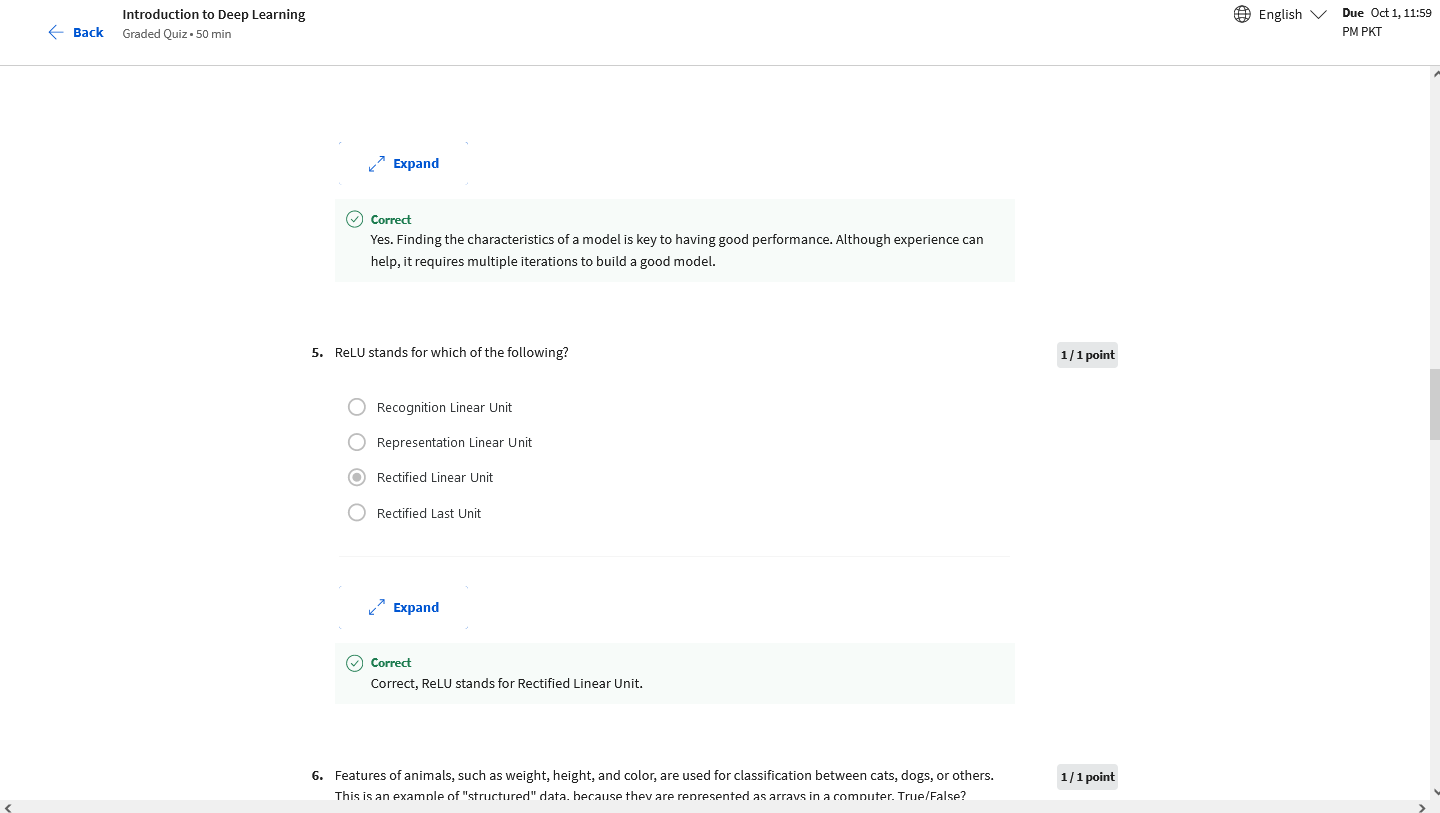 Back
Introduction to Deep Learning
Graded Quiz • 50 min
English
Due Oct 1, 11:59
PM PKT
Expand
Correct
Yes. Finding the characteristics of a model is key to having good performance. Although experience can
help, it requires multiple iterations to build a good model.
5. ReLU stands for which of the following?
1 / 1 point
Recognition Linear Unit
Representation Linear Unit
Rectified Linear Unit
Rectified Last Unit
Expand
Correct
Correct, ReLU stands for Rectified Linear Unit.
6. Features of animals, such as weight, height, and color, are used for classification between cats, dogs, or others.
1 / 1 point
This is an example of "structured" data, because they are represented as arrays in a computer. True/False?